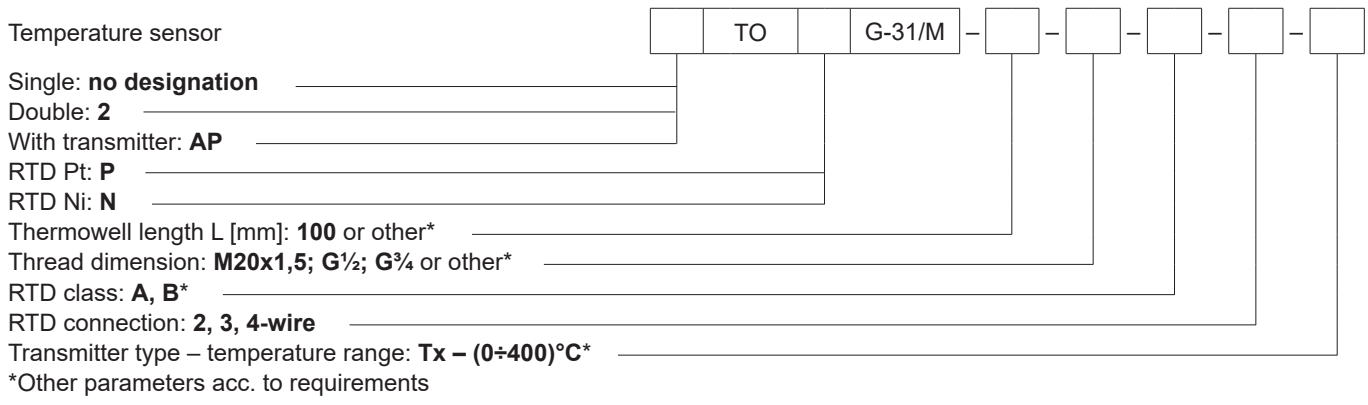 Temperature sensor TO G-31/M – – – – –
Single: no designation
Double: 2
With transmitter: AP
RTD Pt: P
RTD Ni: N
Thermowell length L [mm]: 100 or other*
Thread dimension: M20x1,5; G½; G¾ or other*
RTD class: A, B*
RTD connection: 2, 3, 4-wire
Transmitter type – temperature range: Tx – (0÷400)°C*
*Other parameters acc. to requirements